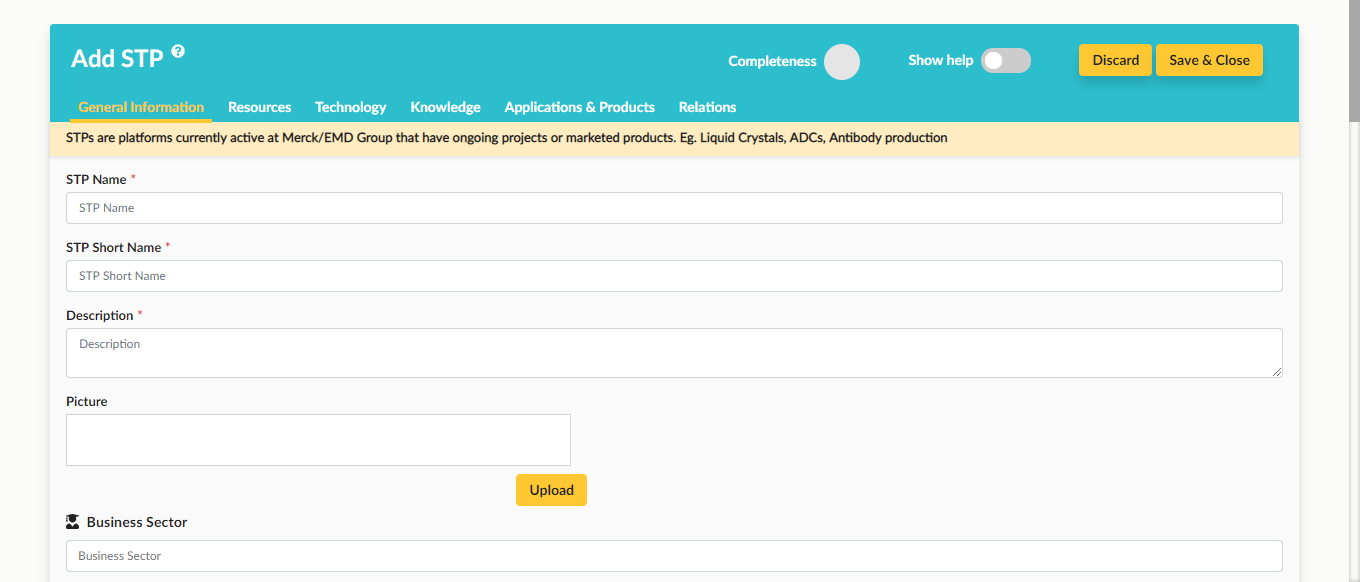 Add STP ?
Completeness
Show help
Discard
Save & Close
General Information Resources Technology Knowledge Applications & Products Relations
STPs are platforms currently active at Merck/EMD Group that have ongoing projects or marketed products. Eg. Liquid Crystals, ADCs, Antibody production
STP Name *
STP Name
STP Short Name *
STP Short Name
Description *
Description
Picture
Upload
Business Sector
Business Sector